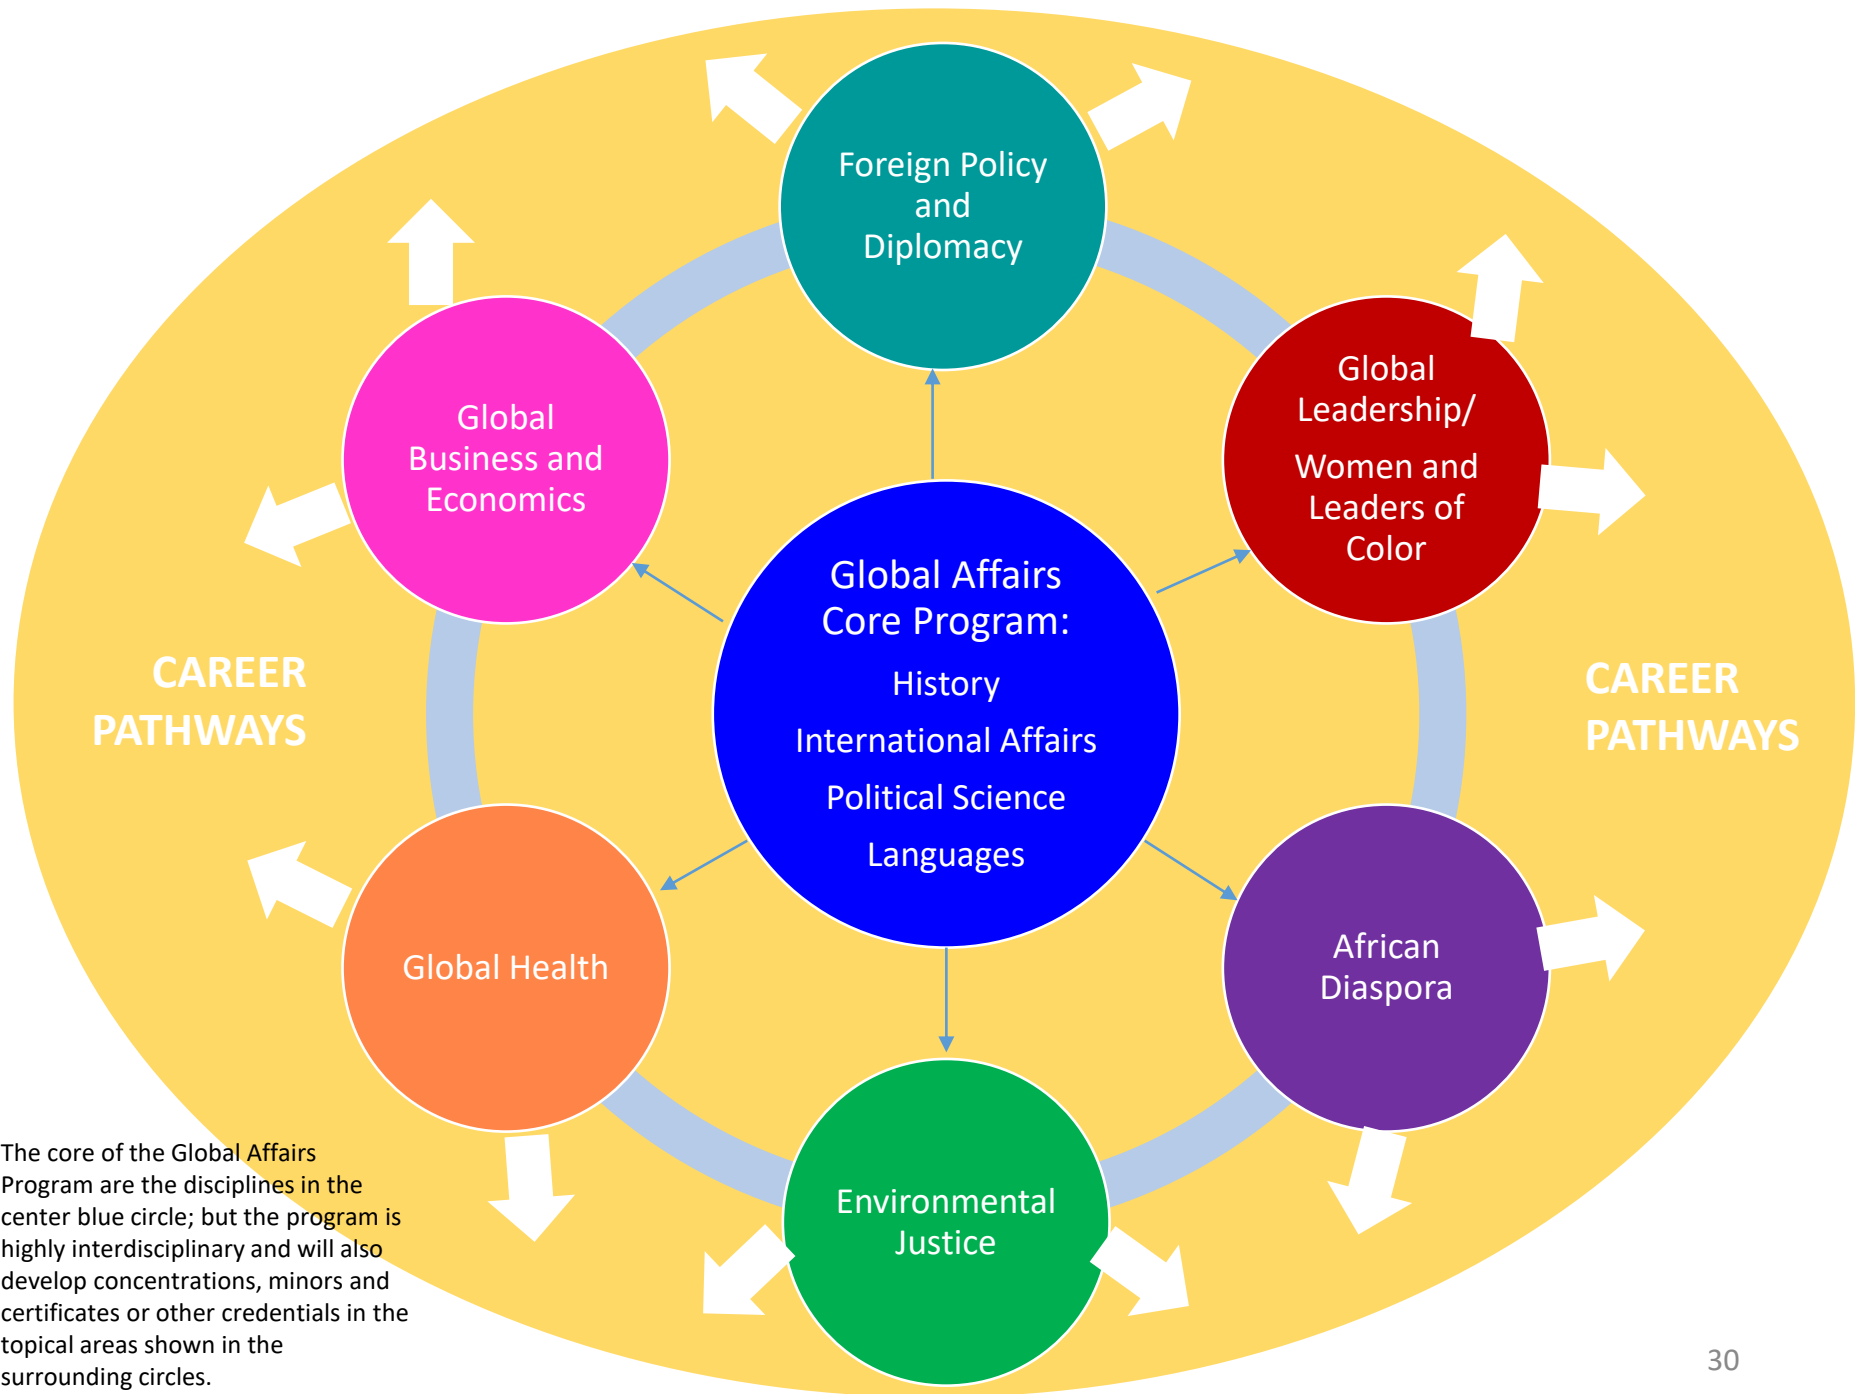 Foreign Policy
and
Diplomacy
Global
Leadership/
Women and
Leaders of
Color
Global
Business and
Economics
Global Affairs
Core Program:
History
International Affairs
Political Science
Languages
CAREER
PATHWAYS
CAREER
PATHWAYS
Global Health
African
Diaspora
Environmental
Justice
The core of the Global Affairs
Program are the disciplines in the
center blue circle; but the program is
highly interdisciplinary and will also
develop concentrations, minors and
certificates or other credentials in the
topical areas shown in the
surrounding circles.
30